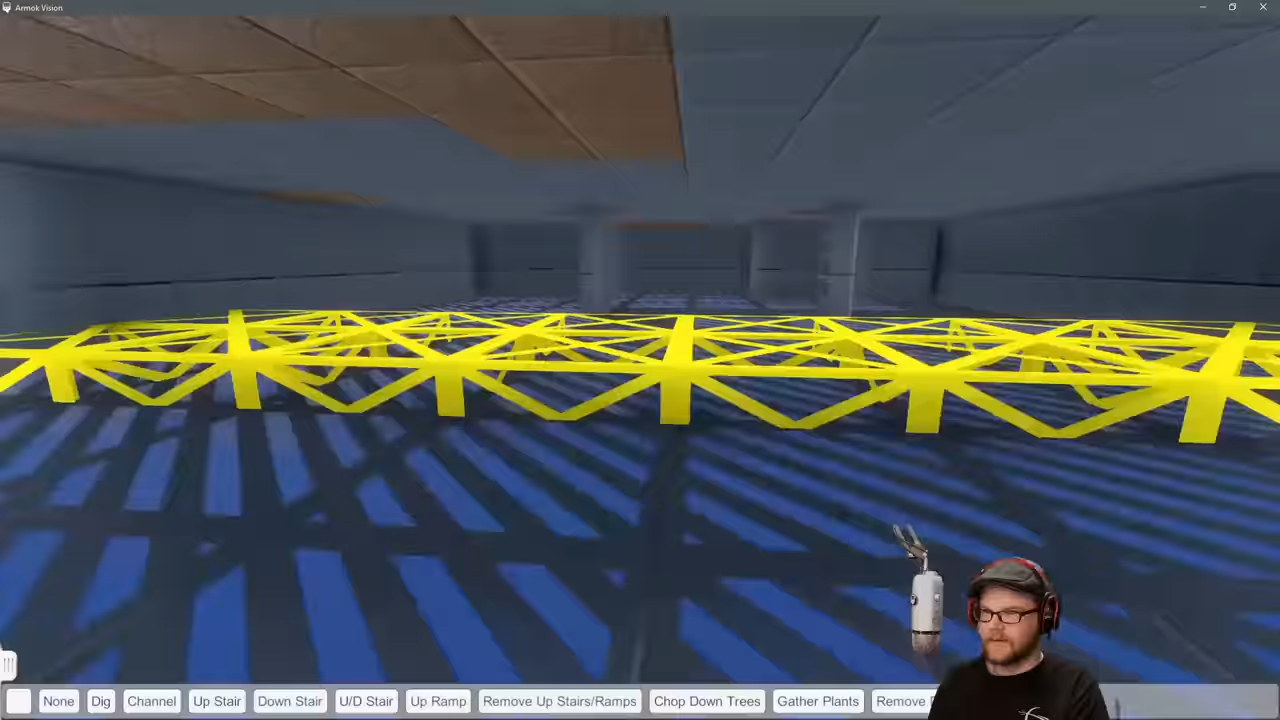 Armok Vision
None Dig Channel Up Stair Down Stair U/D Stair Up Ramp Remove Up Stairs/Ramps Chop Down Trees Gather Plants Remove